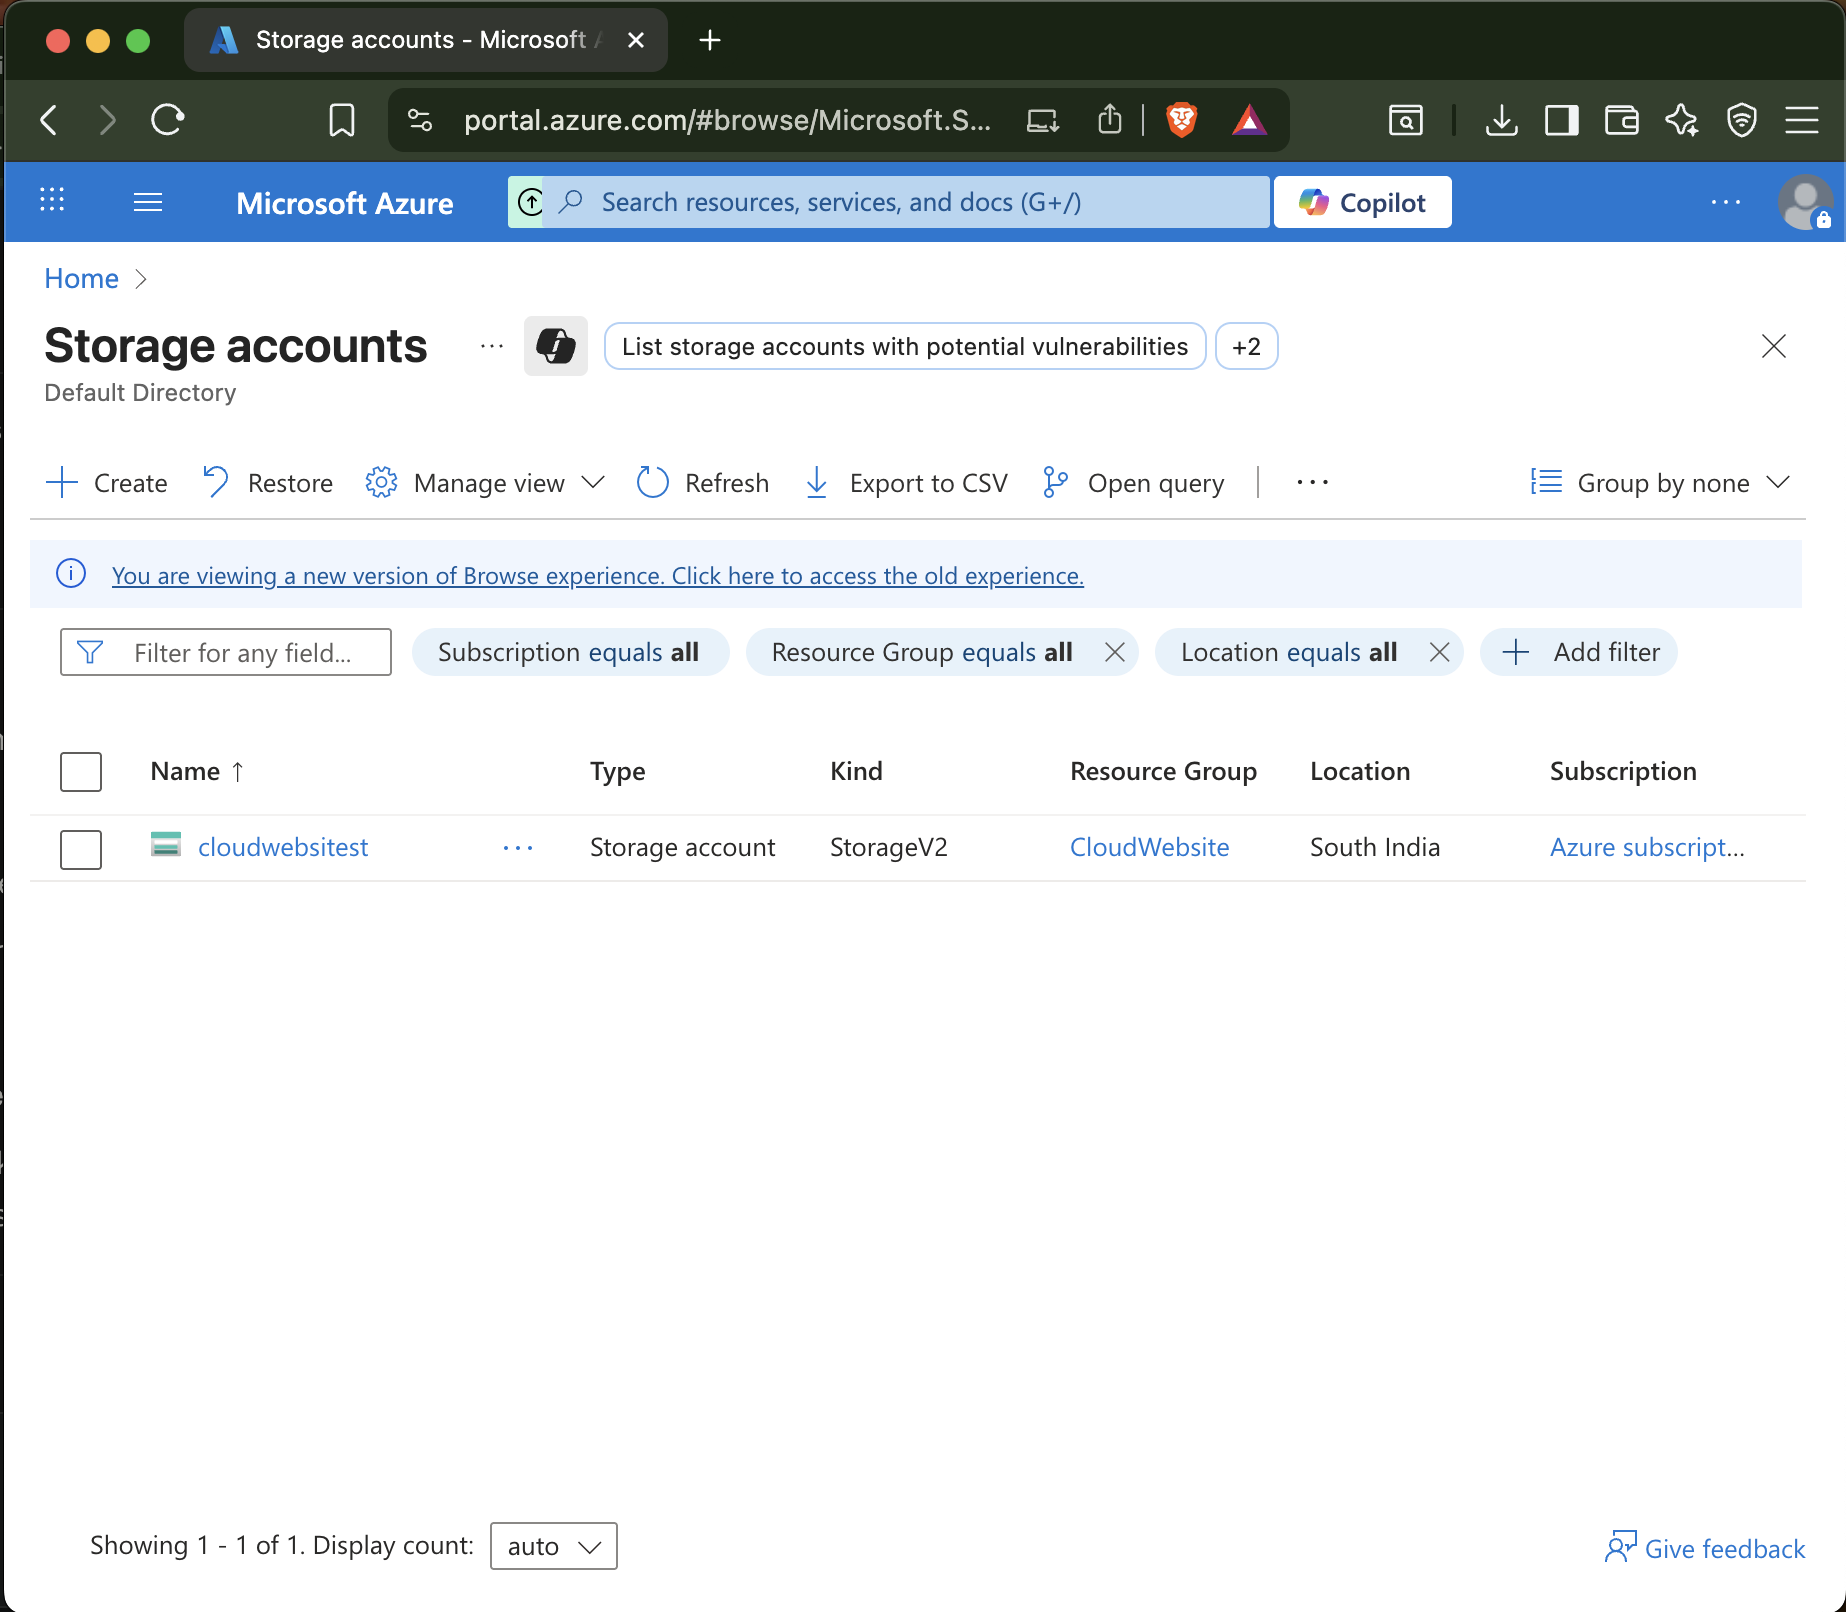 Storage accounts - Microsoft
portal.azure.com/#browse/Microsoft.S...
Microsoft Azure
Search resources, services, and docs (G+/)
Copilot
Home
Storage accounts
List storage accounts with potential vulnerabilities
+2
Default Directory
Create
Restore
Manage view
Refresh
Export to CSV
Open query
Group by none
You are viewing a new version of Browse experience. Click here to access the old experience.
Filter for any field...
Subscription equals all
Resource Group equals all
Location equals all
Add filter
Name ↑ Type Kind Resource Group Location Subscription
cloudwebsitest ... Storage account StorageV2 CloudWebsite South India Azure subscript...
Showing 1 - 1 of 1. Display count: auto
Give feedback